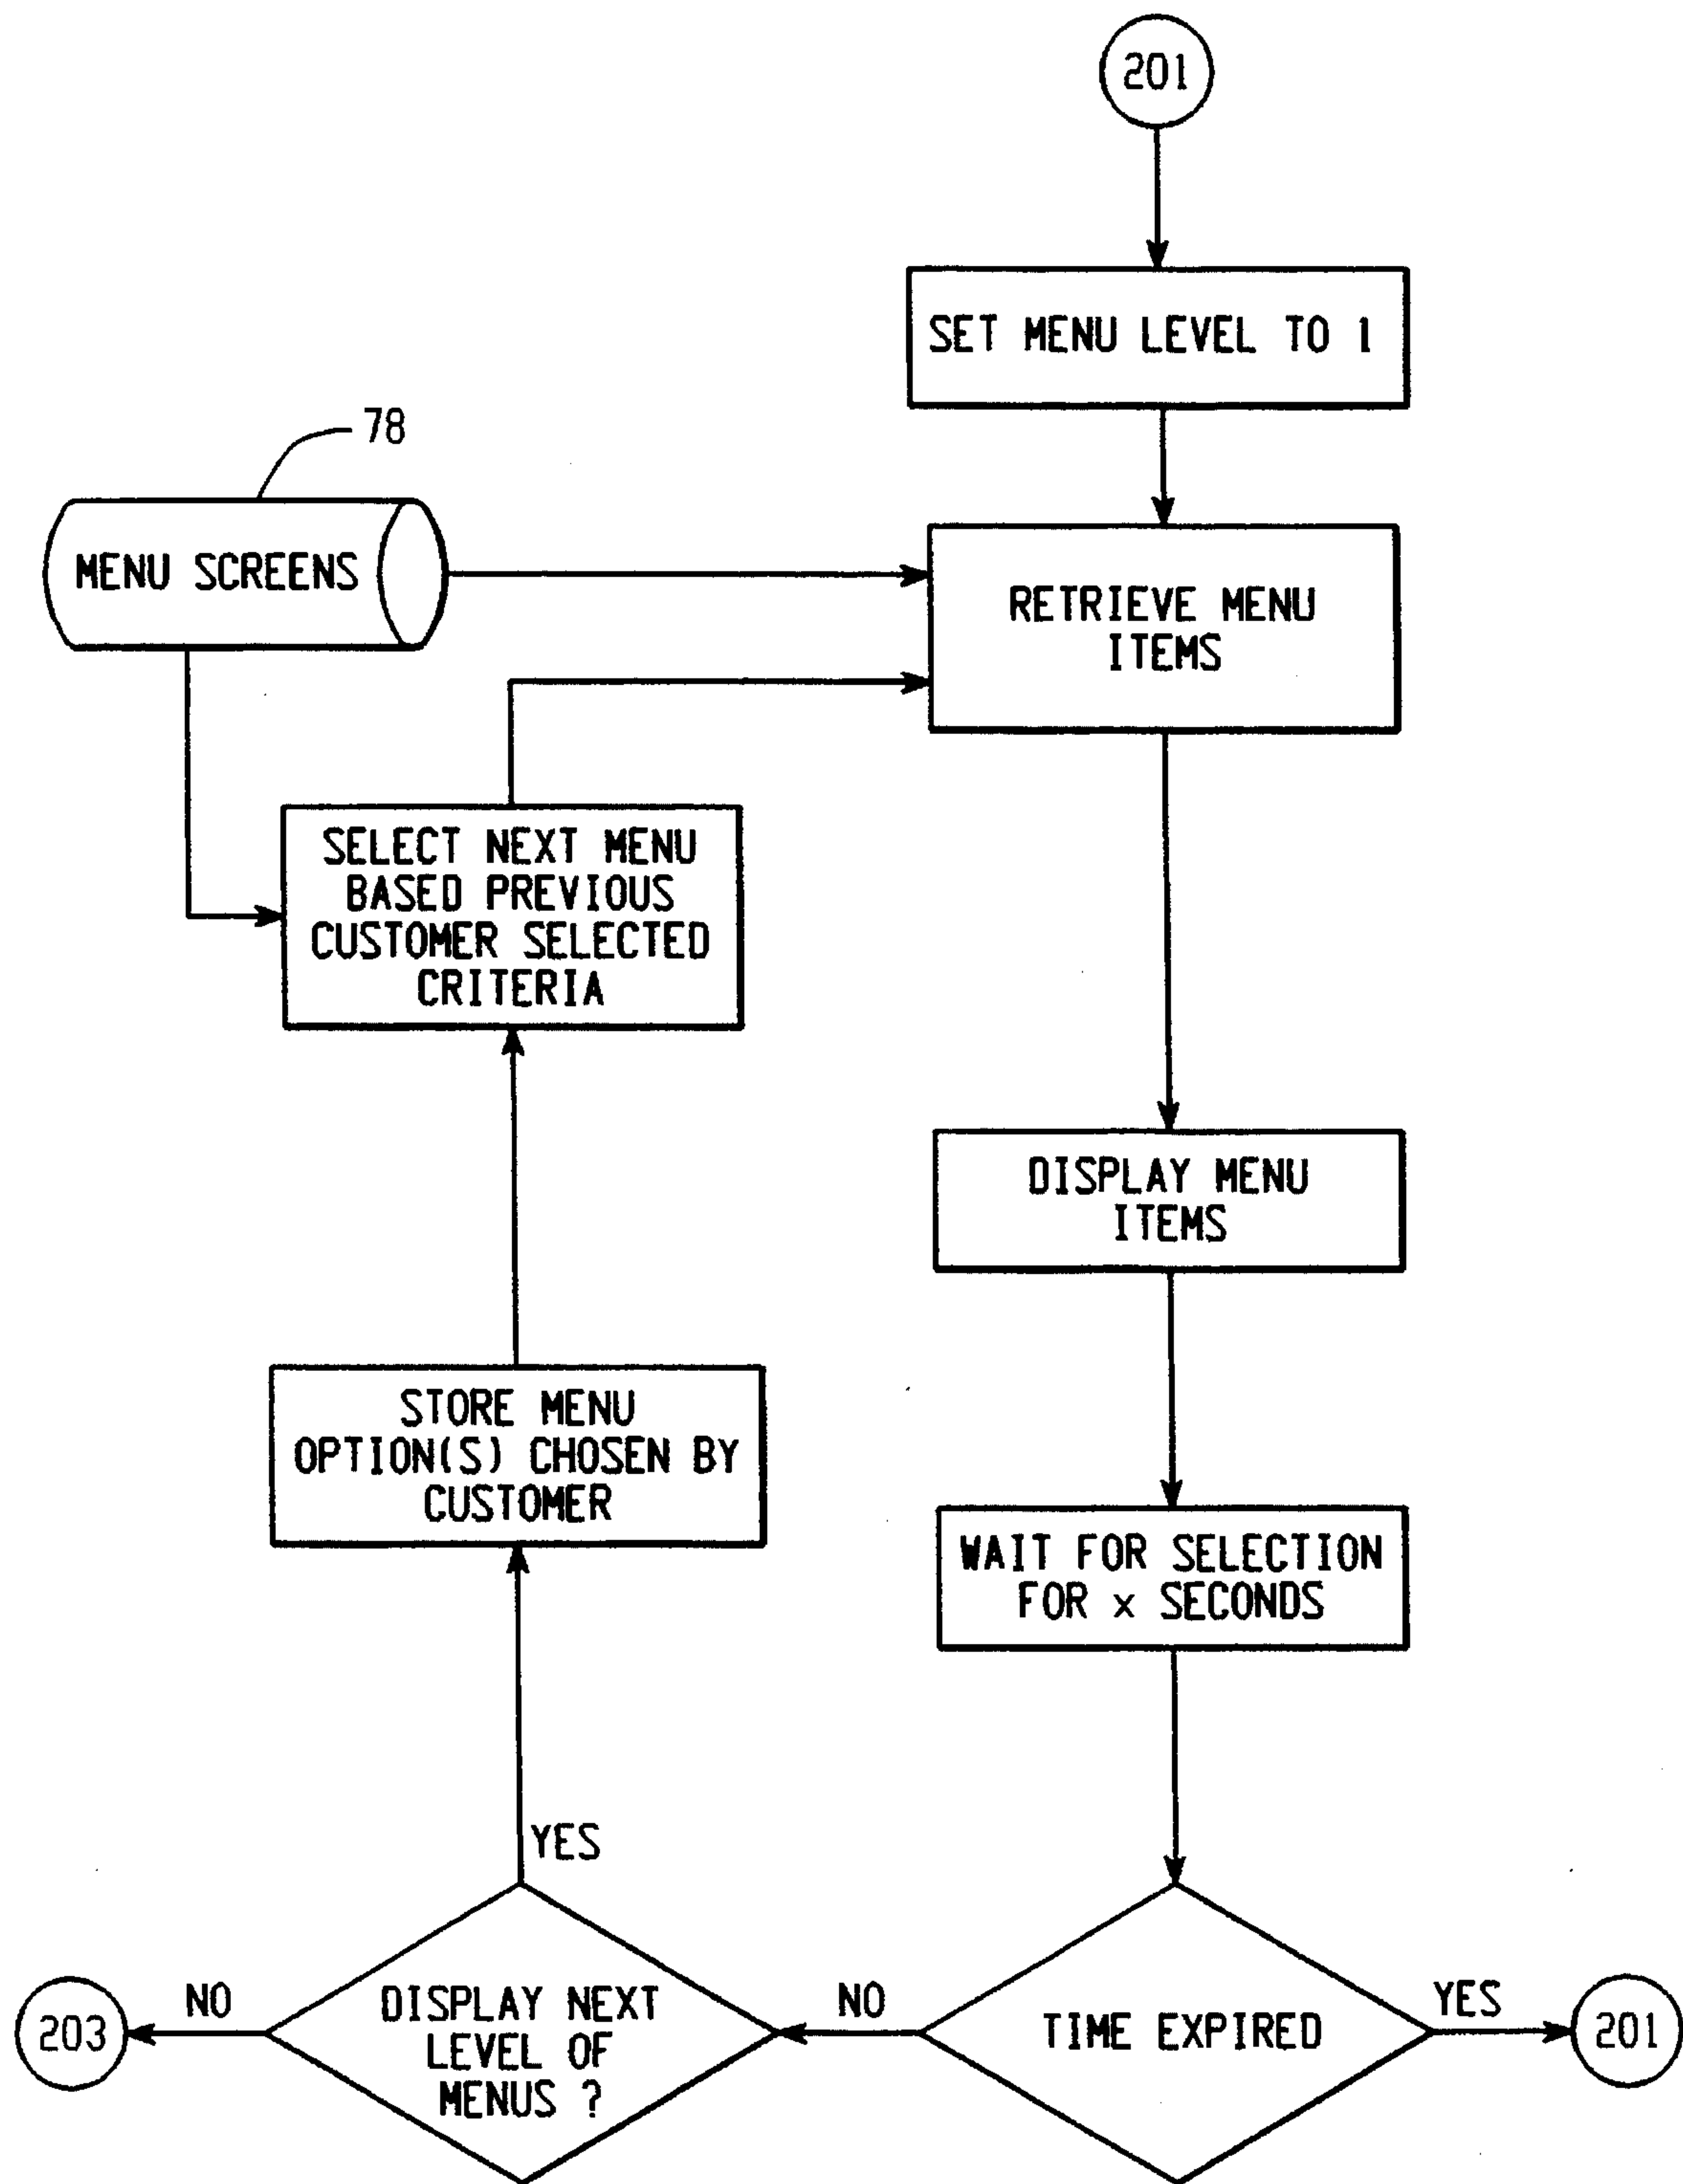 201
SET MENU LEVEL TO 1
78
MENU SCREENS
RETRIEVE MENU
ITEMS
SELECT NEXT MENU
BASED PREVIOUS
CUSTOMER SELECTED
CRITERIA
DISPLAY MENU
ITEMS
STORE MENU
OPTION(S) CHOSEN BY
CUSTOMER
WAIT FOR SELECTION
FOR x SECONDS
YES
203
NO
DISPLAY NEXT
LEVEL OF
MENUS ?
NO
TIME EXPIRED
YES
201